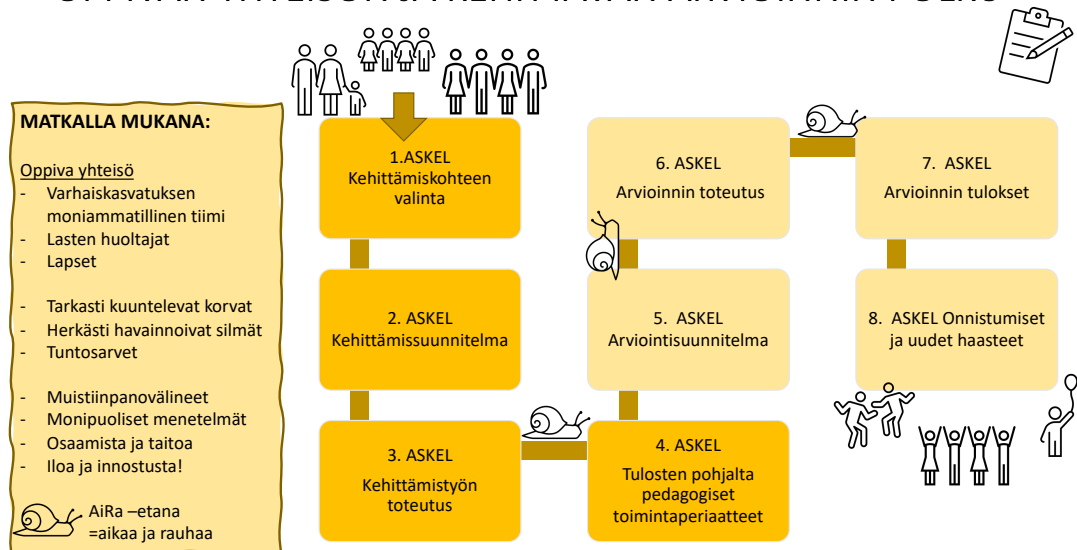 MATKALLA MUKANA:
Oppiva yhteisö
- Varhaiskasvatuksen
moniammatillinen tiimi
- Lasten huoltajat
- Lapset
- Tarkasti kuuntelevat korvat
- Herkästi havainnoivat silmät
- Tuntosarvet
- Muistiinpanovälineet
- Monipuoliset menetelmät
- Osaamista ja taitoa
- Iloa ja innostusta!
AiRa –etana
=aikaa ja rauhaa
1.ASKEL
Kehittämiskohteen
valinta
2. ASKEL
Kehittämissuunnitelma
3. ASKEL
Kehittämistyön
toteutus
4. ASKEL
Tulosten pohjalta
pedagogiset
toimintaperiaatteet
5. ASKEL
Arviointisuunnitelma
6. ASKEL
Arvioinnin toteutus
7. ASKEL
Arvioinnin tulokset
8. ASKEL Onnistumiset
ja uudet haasteet